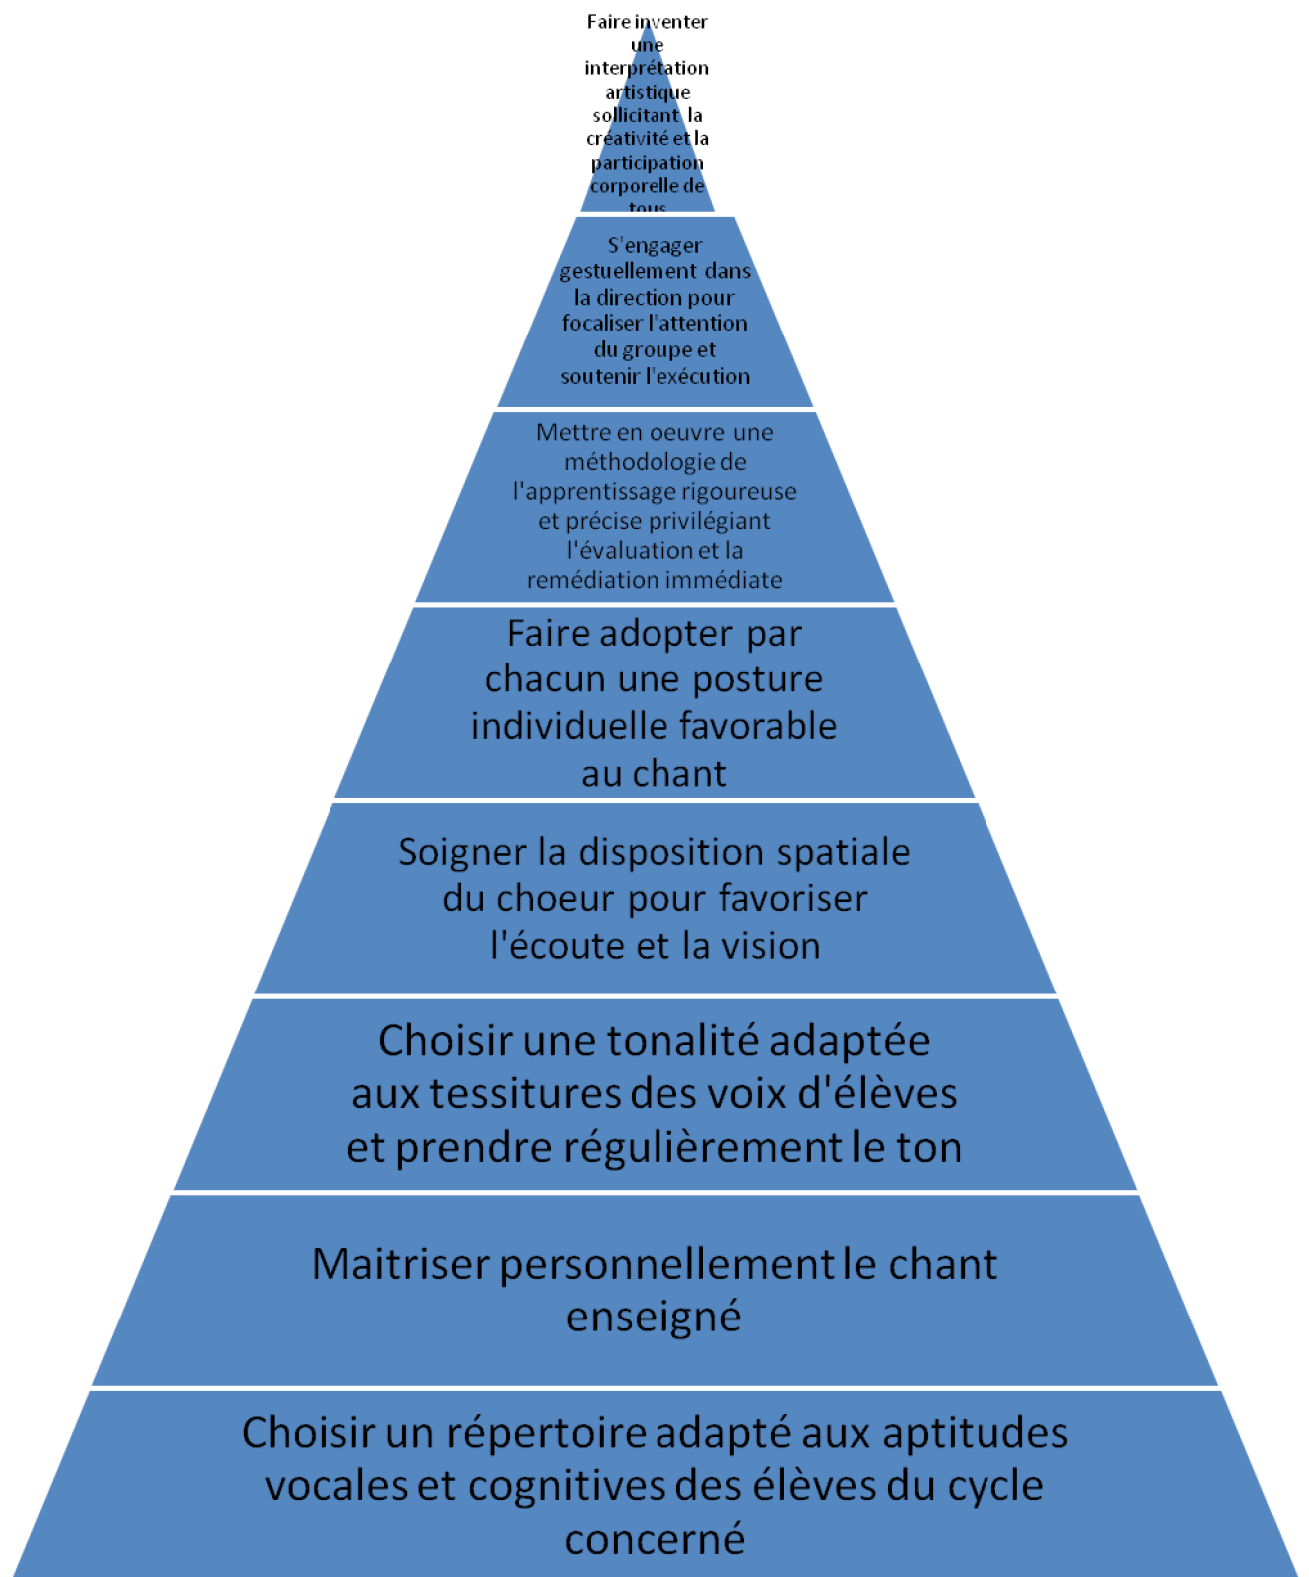 Faire inventer
une
interprétation
artistique
sollicitant la
créativité et la
participation
corporelle de
tous
S'engager
gestuellement dans
la direction pour
focaliser l'attention
du groupe et
soutenir l'exécution
Mettre en oeuvre une
méthodologie de
l'apprentissage rigoureuse
et précise privilégiant
l'évaluation et la
remédiation immédiate
Faire adopter par
chacun une posture
individuelle favorable
au chant
Soigner la disposition spatiale
du choeur pour favoriser
l'écoute et la vision
Choisir une tonalité adaptée
aux tessitures des voix d'élèves
et prendre régulièrement le ton
Maitriser personnellement le chant
enseigné
Choisir un répertoire adapté aux aptitudes
vocales et cognitives des élèves du cycle
concerné